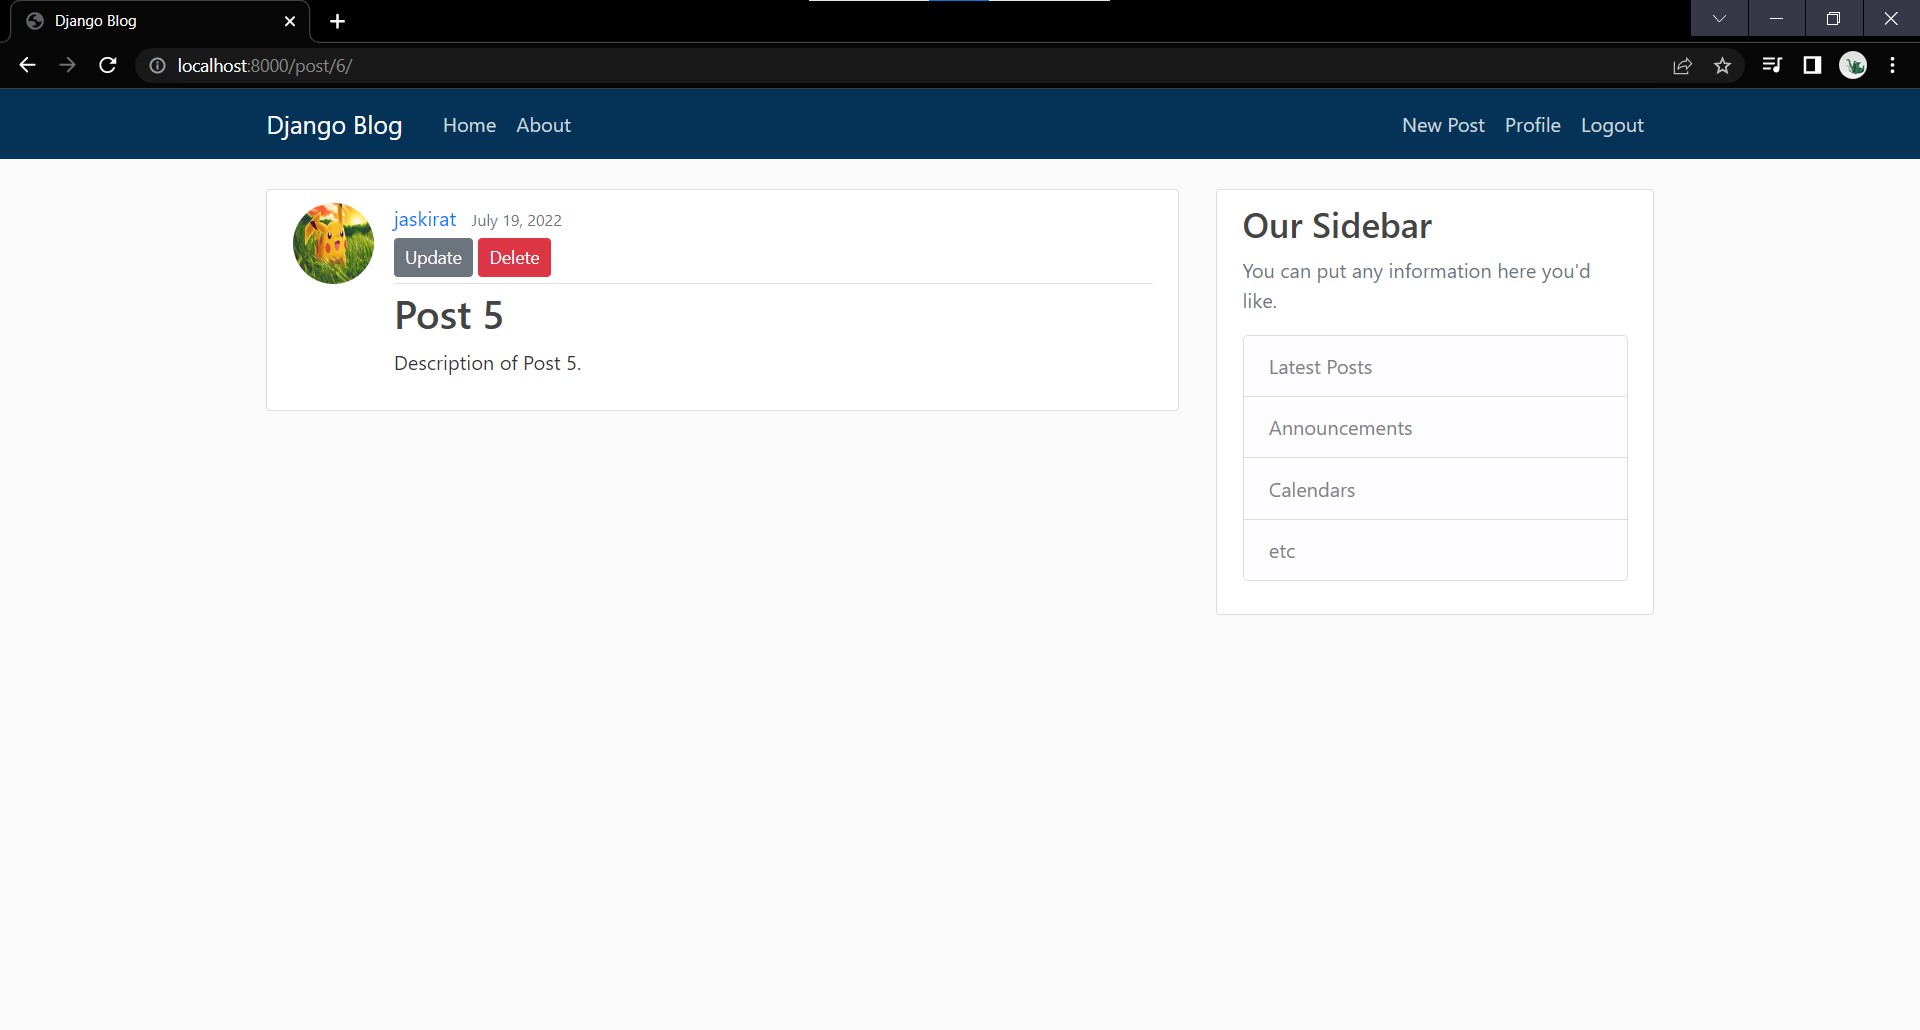 Django Blog
localhost:8000/post/6/
Django Blog Home About New Post Profile Logout
jaskirat July 19, 2022
Update Delete
Post 5
Description of Post 5.
Our Sidebar
You can put any information here you'd
like.
Latest Posts
Announcements
Calendars
etc